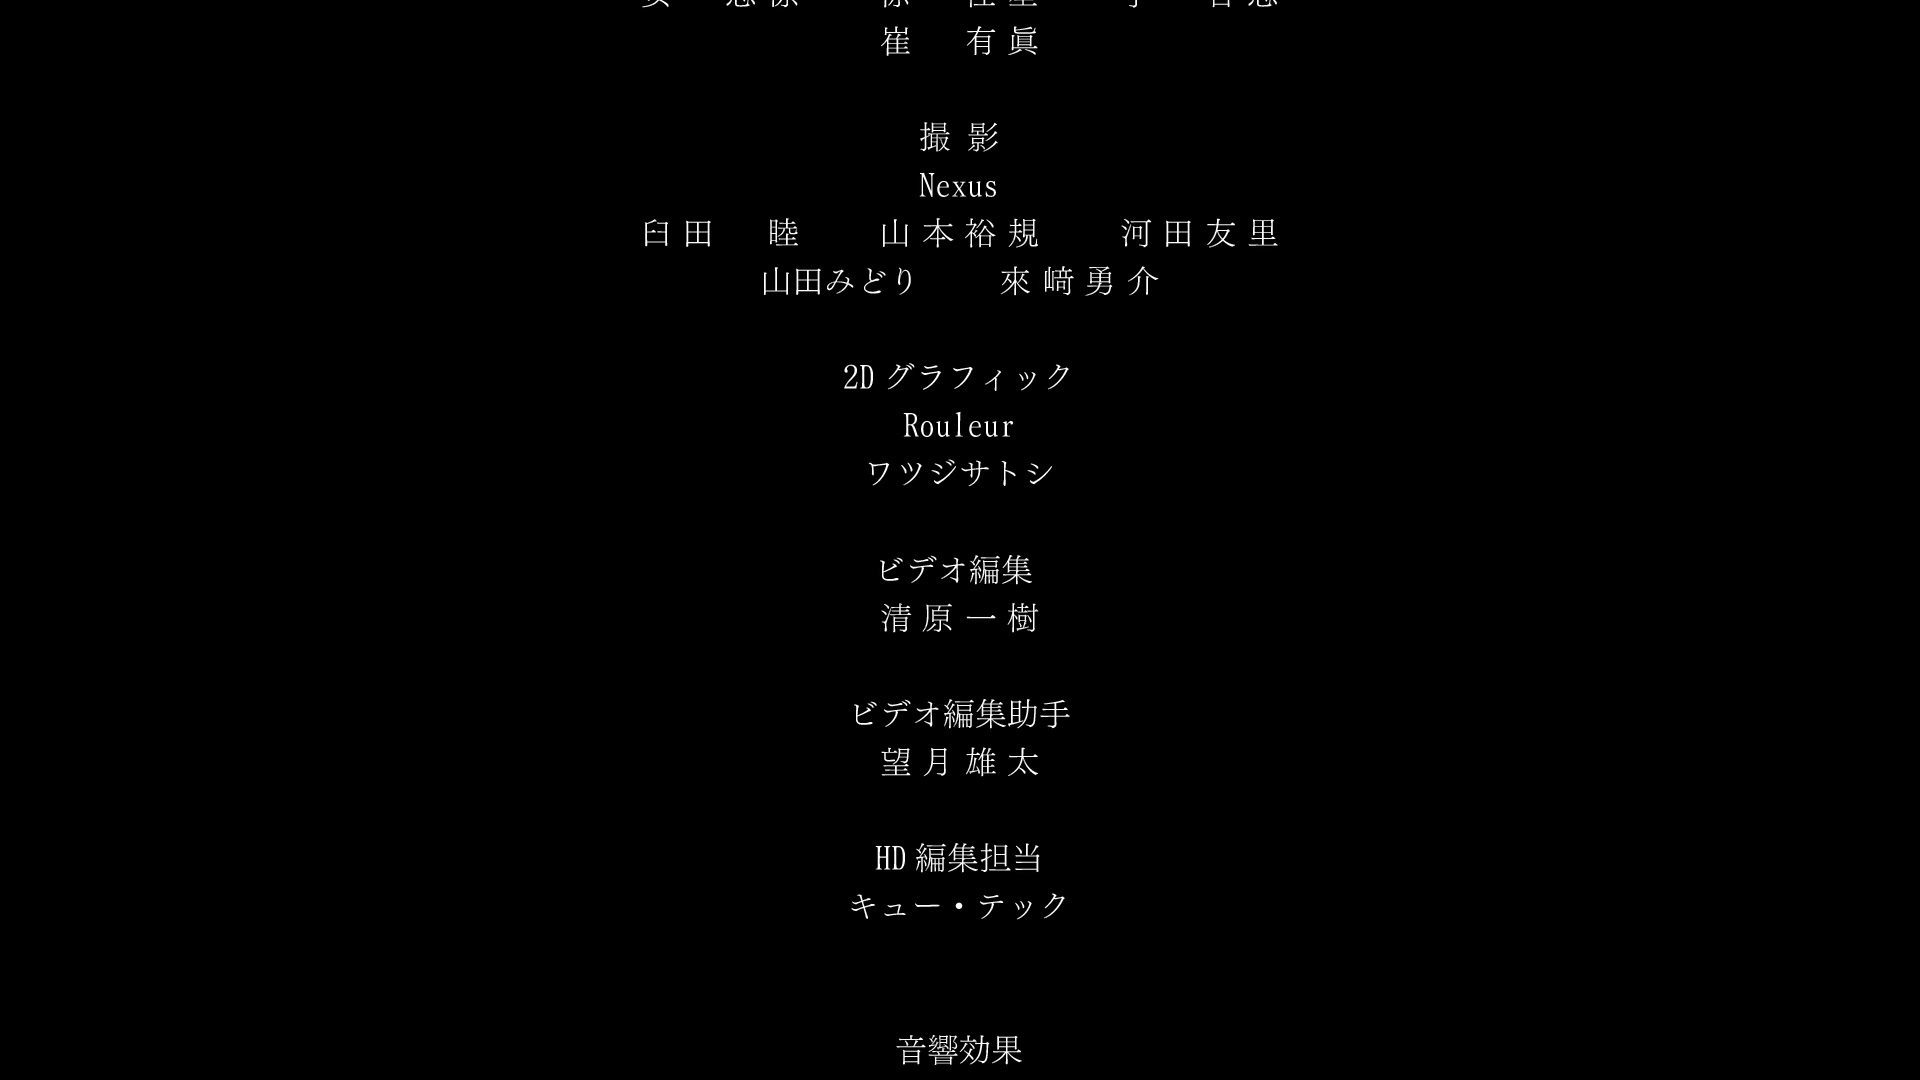 崔　有眞
撮影
Nexus
臼田　睦　山本裕規　河田友里
山田みどり　來﨑勇介
2Dグラフィック
Rouleur
ワツジサトシ
ビデオ編集
清原一樹
ビデオ編集助手
望月雄太
HD編集担当
キュー・テック
音響効果